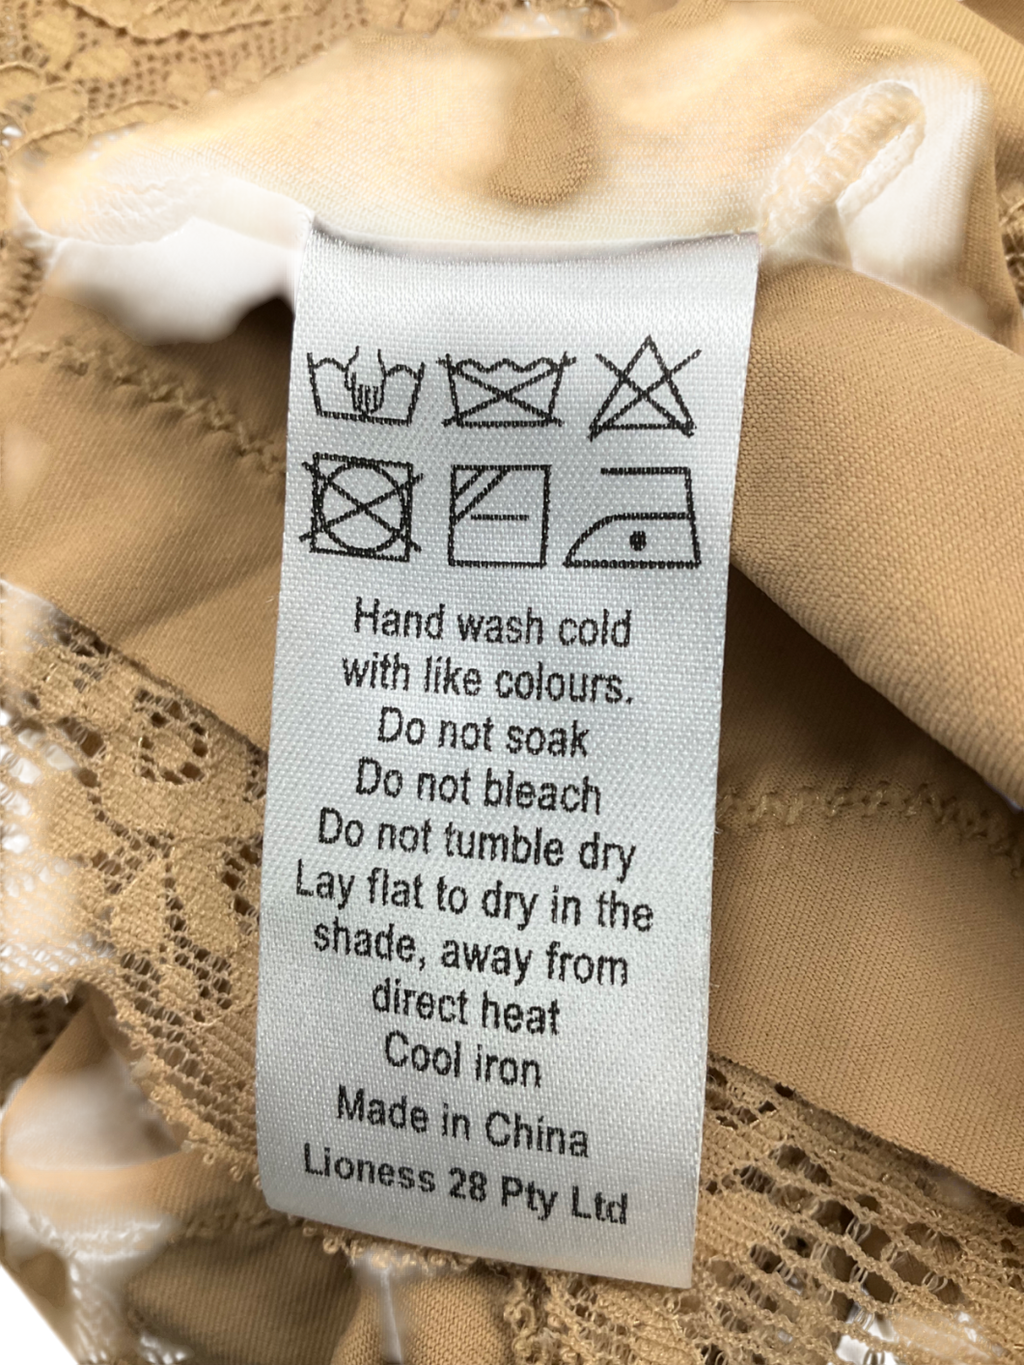 Hand wash cold
with like colours.
Do not soak
Do not bleach
Do not tumble dry
Lay flat to dry in the
shade, away from
direct heat
Cool iron
Made in China
Lioness 28 Pty Ltd